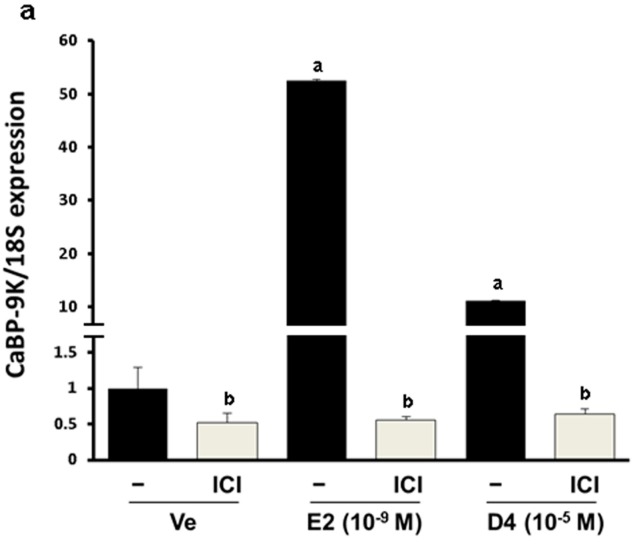 a
CaBP-9K/18S expression
60
50
40
30
20
10
1.5
1
0.5
0
a
a
b
b
b
– ICI – ICI – ICI
Ve E2 (10⁻⁹ M) D4 (10⁻⁵ M)